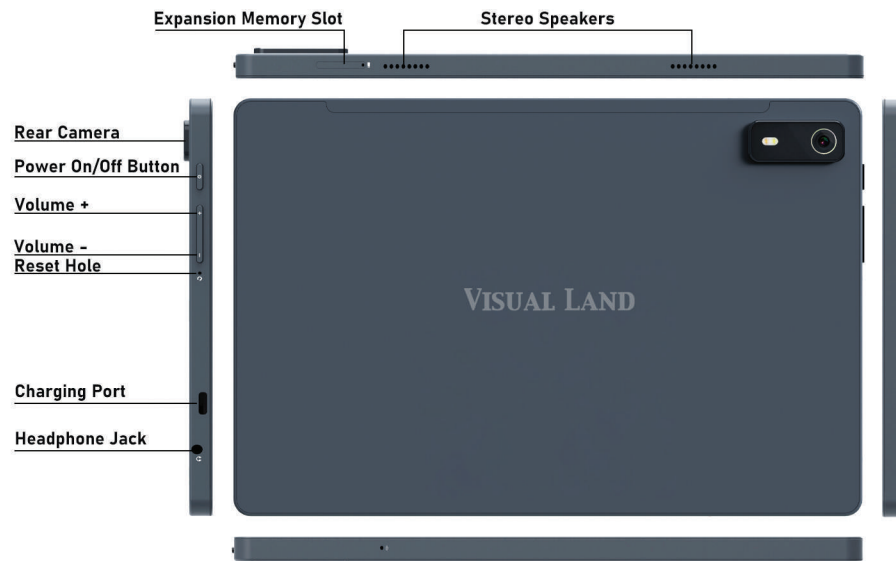 Expansion Memory Slot
Stereo Speakers
Rear Camera
Power On/Off Button
Volume +
Volume -
Reset Hole
Charging Port
Headphone Jack
VISUAL LAND